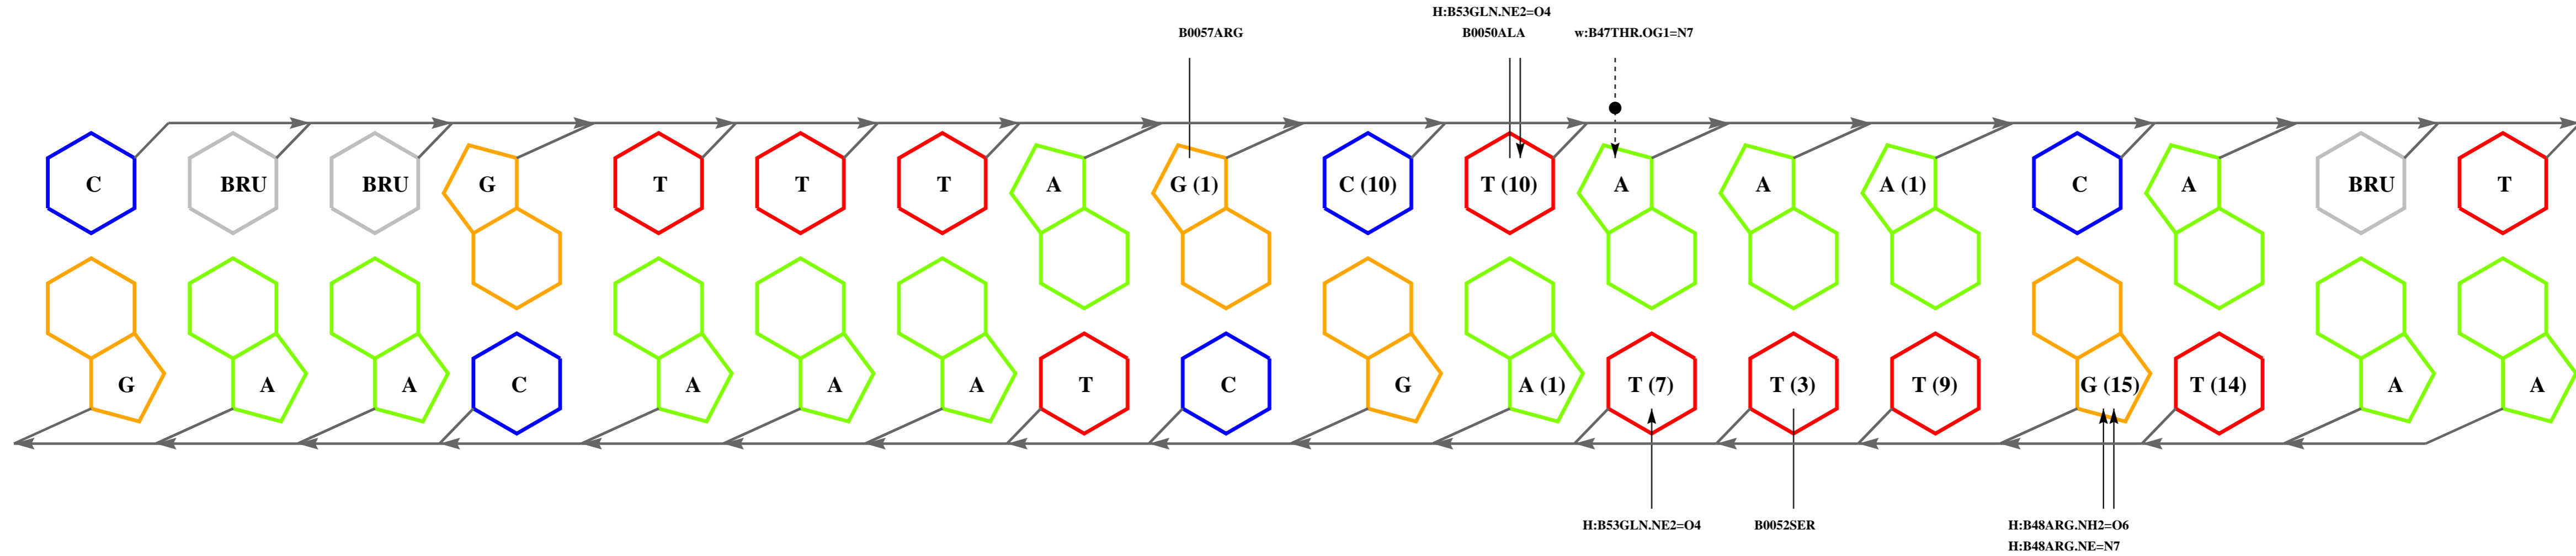 H:B53GLN.NE2=O4
B0057ARG B0050ALA w:B47THR.OG1=N7
C BRU BRU G T T T A G (1) C (10) T (10) A A A (1) C A BRU T
G A A C A A A T C G A (1) T (7) T (3) T (9) G (15) T (14) A A
H:B53GLN.NE2=O4 B0052SER H:B48ARG.NH2=O6
H:B48ARG.NE=N7